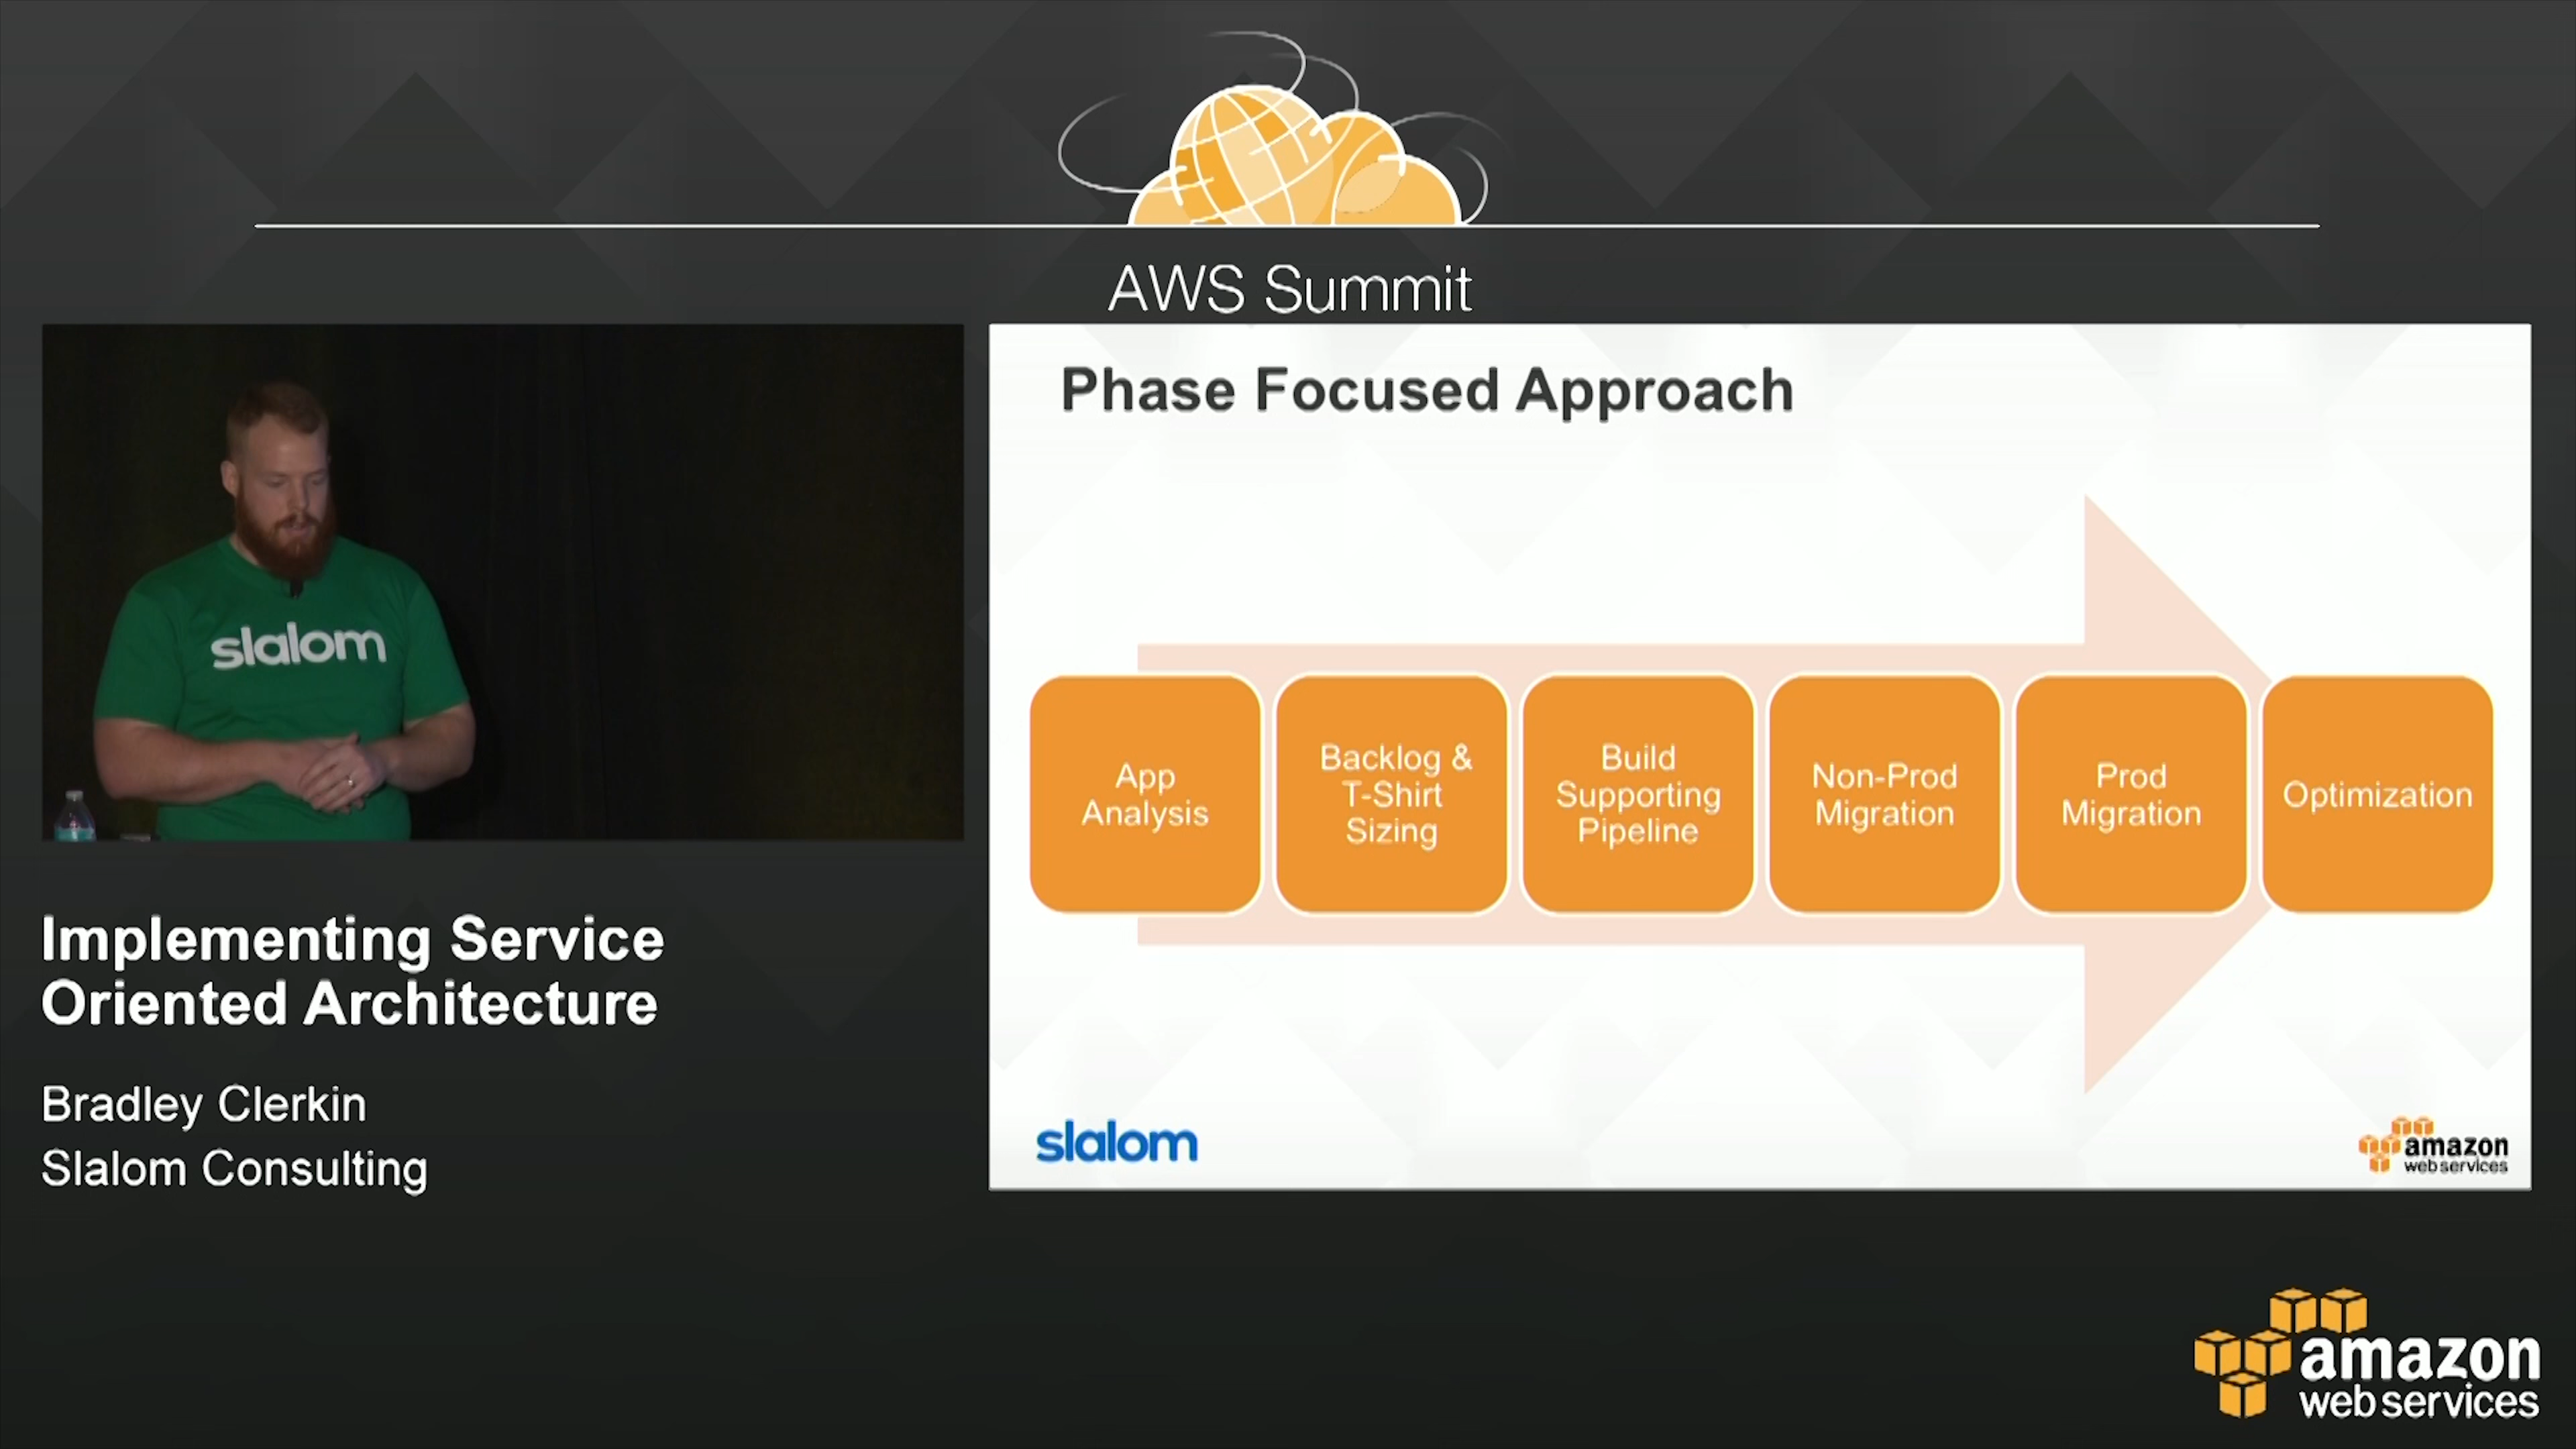 AWS Summit
slalom
Implementing Service
Oriented Architecture
Bradley Clerkin
Slalom Consulting
Phase Focused Approach
App
Analysis
Backlog &
T-Shirt
Sizing
Build
Supporting
Pipeline
Non-Prod
Migration
Prod
Migration
Optimization
slalom
amazon
web services
amazon
web services